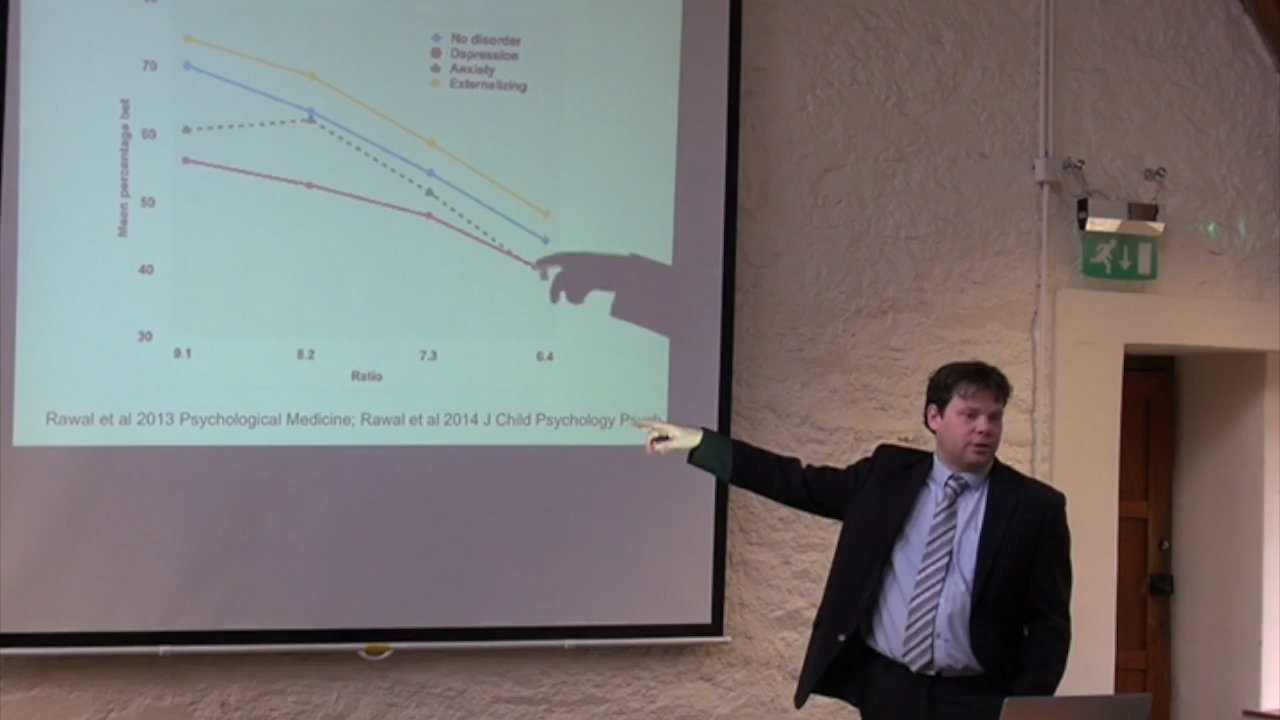 No disorder
Depression
Anxiety
Externalizing
70
60
50
40
30
Mean percentage bet
9.1 8.2 7.3 6.4
Ratio
Rawal et al 2013 Psychological Medicine; Rawal et al 2014 J Child Psychology